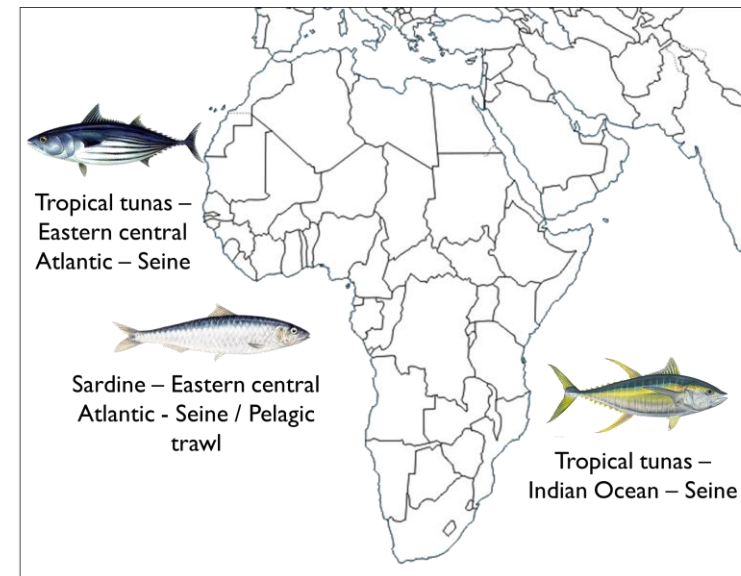 Tropical tunas –
Eastern central
Atlantic – Seine
Sardine – Eastern central
Atlantic - Seine / Pelagic
trawl
Tropical tunas –
Indian Ocean – Seine